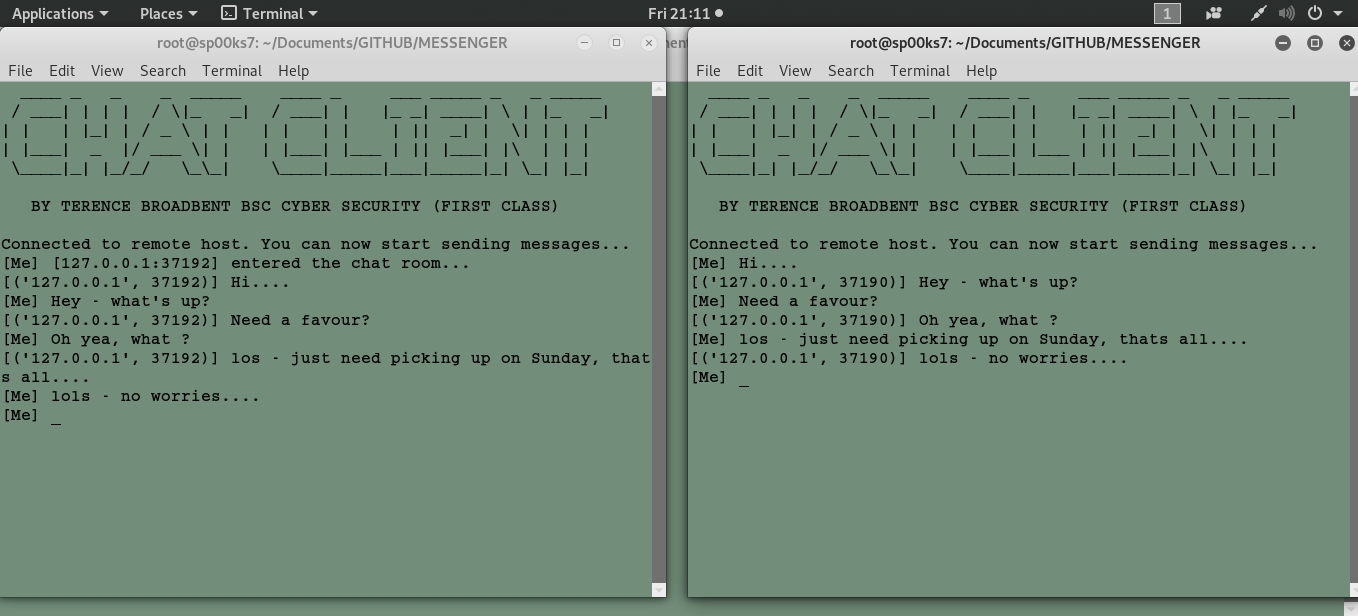 Applications Places Terminal Fri 21:11 1
root@sp00ks7: ~/Documents/GITHUB/MESSENGER
File Edit View Search Terminal Help
CHAT CLIENT
BY TERENCE BROADBENT BSC CYBER SECURITY (FIRST CLASS)
Connected to remote host. You can now start sending messages...
[Me] [127.0.0.1:37192] entered the chat room...
[('127.0.0.1', 37192)] Hi....
[Me] Hey - what's up?
[('127.0.0.1', 37192)] Need a favour?
[Me] Oh yea, what ?
[('127.0.0.1', 37192)] los - just need picking up on Sunday, that
s all....
[Me] lols - no worries....
[Me] _
root@sp00ks7: ~/Documents/GITHUB/MESSENGER
File Edit View Search Terminal Help
CHAT CLIENT
BY TERENCE BROADBENT BSC CYBER SECURITY (FIRST CLASS)
Connected to remote host. You can now start sending messages...
[Me] Hi....
[('127.0.0.1', 37190)] Hey - what's up?
[Me] Need a favour?
[('127.0.0.1', 37190)] Oh yea, what ?
[Me] los - just need picking up on Sunday, thats all....
[('127.0.0.1', 37190)] lols - no worries....
[Me] _